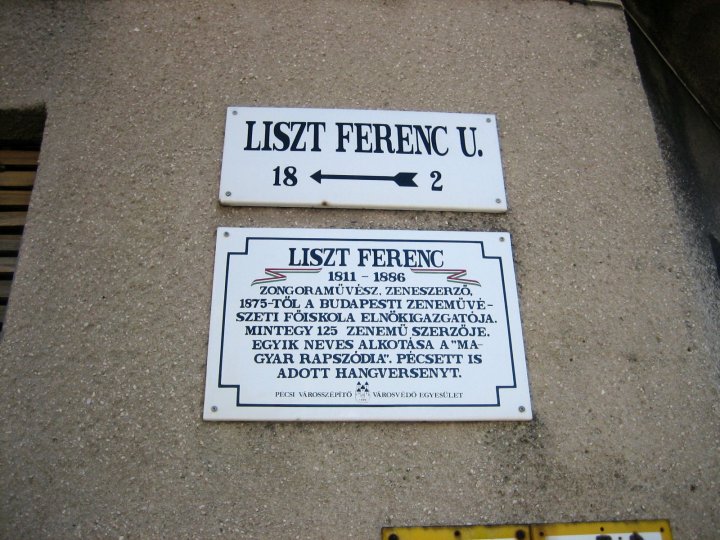 LISZT FERENC U.
18 2
LISZT FERENC
1811 - 1886
ZONGORAMŰVÉSZ, ZENESZERZŐ,
1875-TŐL A BUDAPESTI ZENEMŰVÉ-
SZETI FŐISKOLA ELNÖKIGAZGATÓJA.
MINTEGY 125 ZENEMŰ SZERZŐJE.
EGYIK NEVES ALKOTÁSA A "MA-
GYAR RAPSZÓDIA". PÉCSETT IS
ADOTT HANGVERSENYT.
PECSI VÁROSSZÉPÍTŐ VÁROSVÉDŐ EGYESÜLET